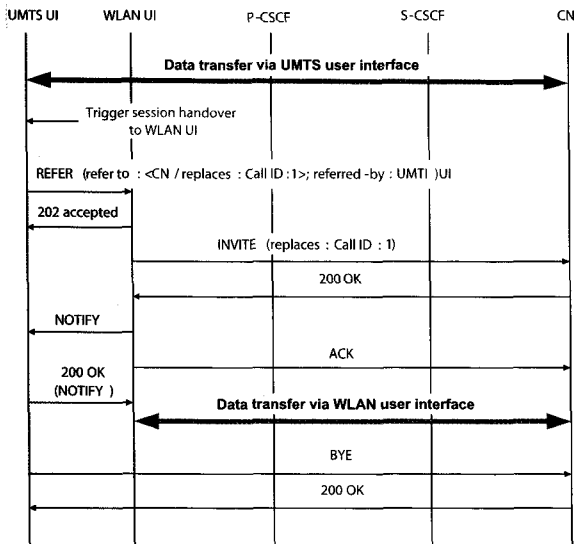 UMTS UI WLAN UI P-CSCF S-CSCF CN
Data transfer via UMTS user interface
Trigger session handover
to WLAN UI
REFER (refer to : <CN / replaces : Call ID :1>; referred -by : UMTI )UI
202 accepted
INVITE (replaces : Call ID : 1)
200 OK
NOTIFY
ACK
200 OK
(NOTIFY )
Data transfer via WLAN user interface
BYE
200 OK